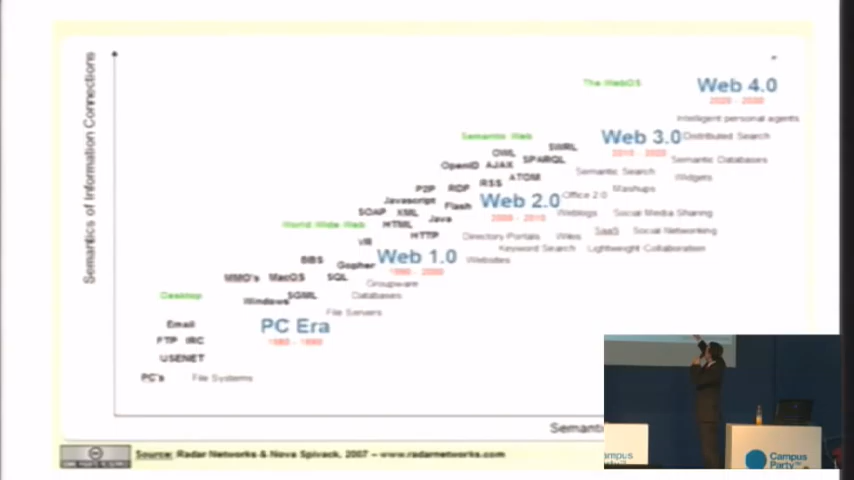 Semantics of Information Connections
The WebOS
Web 4.0
2020 - 2030
Intelligent personal agents
Semantic Web
Web 3.0
Distributed Search
2010 - 2020
OWL
SWRL
OpenID
AJAX
SPARQL
Semantic Databases
Semantic Search
ATOM
Widgets
P2P
RDF
RSS
Mashups
Office 2.0
Javascript
Flash
Web 2.0
SOAP
XML
Java
2000 - 2010
Weblogs
Social Media Sharing
World Wide Web
HTML
HTTP
Directory Portals
Wikis
SaaS
Social Networking
VR
Keyword Search
Lightweight Collaboration
BBS
Gopher
Web 1.0
Websites
1990 - 2000
MMO's
MacOS
SQL
Groupware
Desktop
Windows
SGML
Databases
File Servers
Email
PC Era
1980 - 1990
FTP
IRC
USENET
PC's
File Systems
Semant
Source: Radar Networks & Nova Spivack, 2007 – www.radarnetworks.com
ampus
Campus
Party